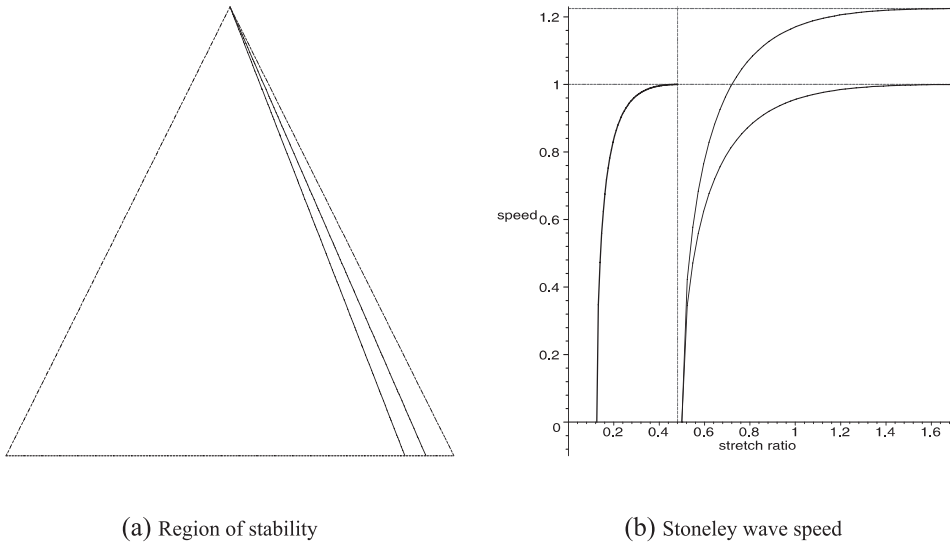 1.2
1
0.8
speed
0.6
0.4
0.2
0
0.2 0.4 0.6 0.8 1 1.2 1.4 1.6
stretch ratio
(a) Region of stability
(b) Stoneley wave speed